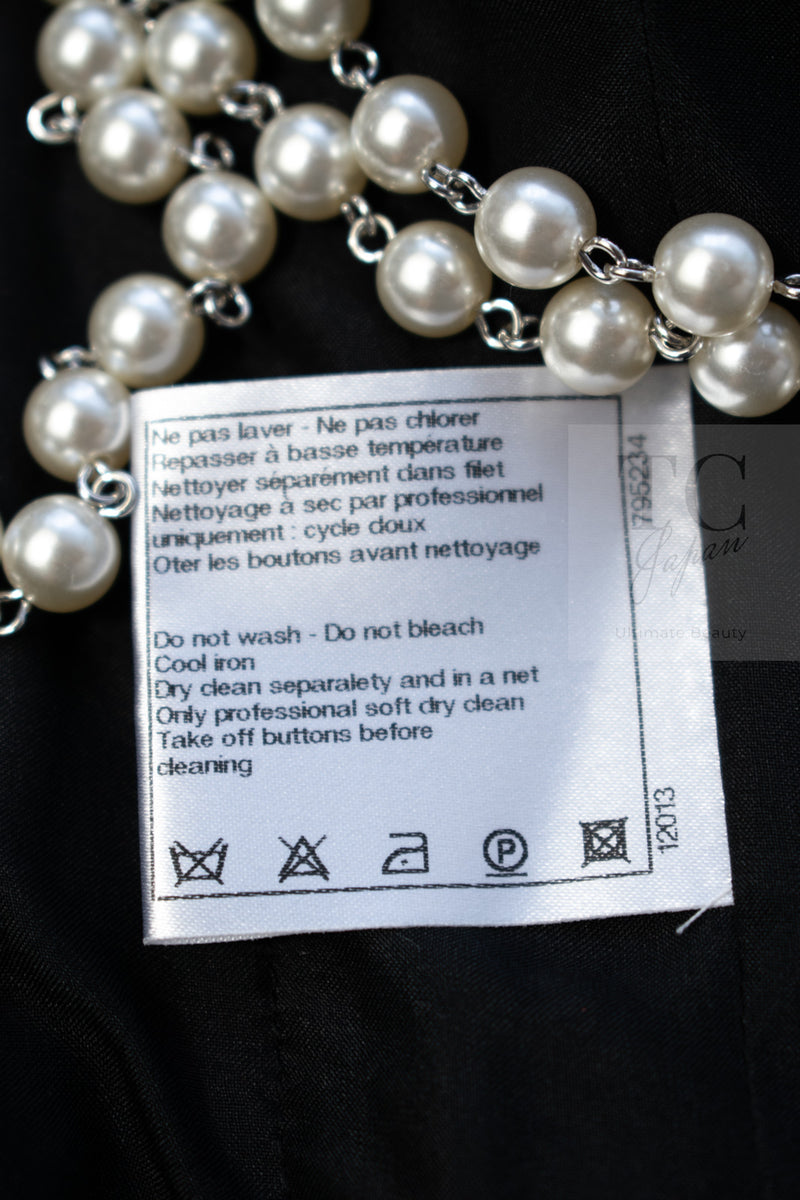 Ne pas laver - Ne pas chlorer
Repasser à basse température
Nettoyer séparément dans filet
Nettoyage à sec par professionnel
uniquement : cycle doux
Oter les boutons avant nettoyage
Do not wash - Do not bleach
Cool iron
Dry clean separalety and in a net
Only professional soft dry clean
Take off buttons before
cleaning
P
795234
12013
TC
Japan
Ultimate Beauty